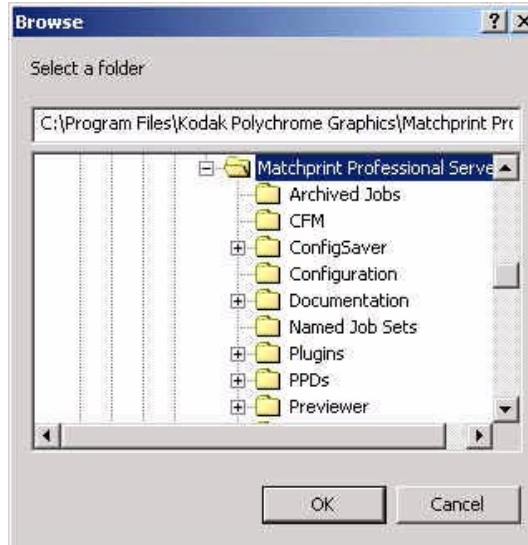 Browse
Select a folder
C:\Program Files\Kodak Polychrome Graphics\Matchprint Pro
Matchprint Professional Serve
Archived Jobs
CFM
ConfigSaver
Configuration
Documentation
Named Job Sets
Plugins
PPDs
Previewer
OK
Cancel